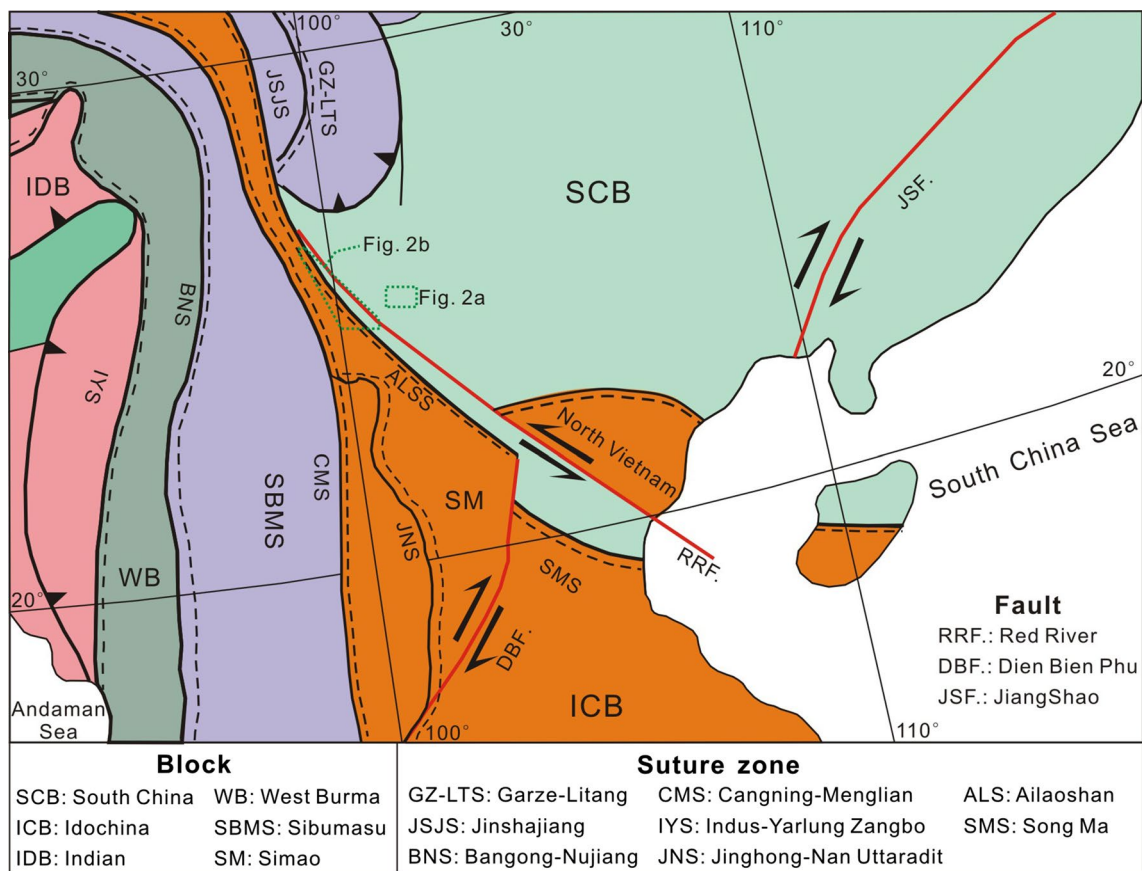 100°
30°
110°
30°
JSJS
GZ-LTS
IDB
SCB
JSF.
Fig. 2b
Fig. 2a
BNS
IYS
ALSS
20°
North Vietnam
South China Sea
CMS
SBMS
SM
JNS
WB
SMS
RRF.
20°
DBF.
ICB
Fault
RRF.: Red River
DBF.: Dien Bien Phu
JSF.: JiangShao
Andaman
Sea
100°
110°
Block
SCB: South China WB: West Burma
ICB: Idochina SBMS: Sibumasu
IDB: Indian SM: Simao
Suture zone
GZ-LTS: Garze-Litang CMS: Cangning-Menglian ALS: Ailaoshan
JSJS: Jinshajiang IYS: Indus-Yarlung Zangbo SMS: Song Ma
BNS: Bangong-Nujiang JNS: Jinghong-Nan Uttaradit